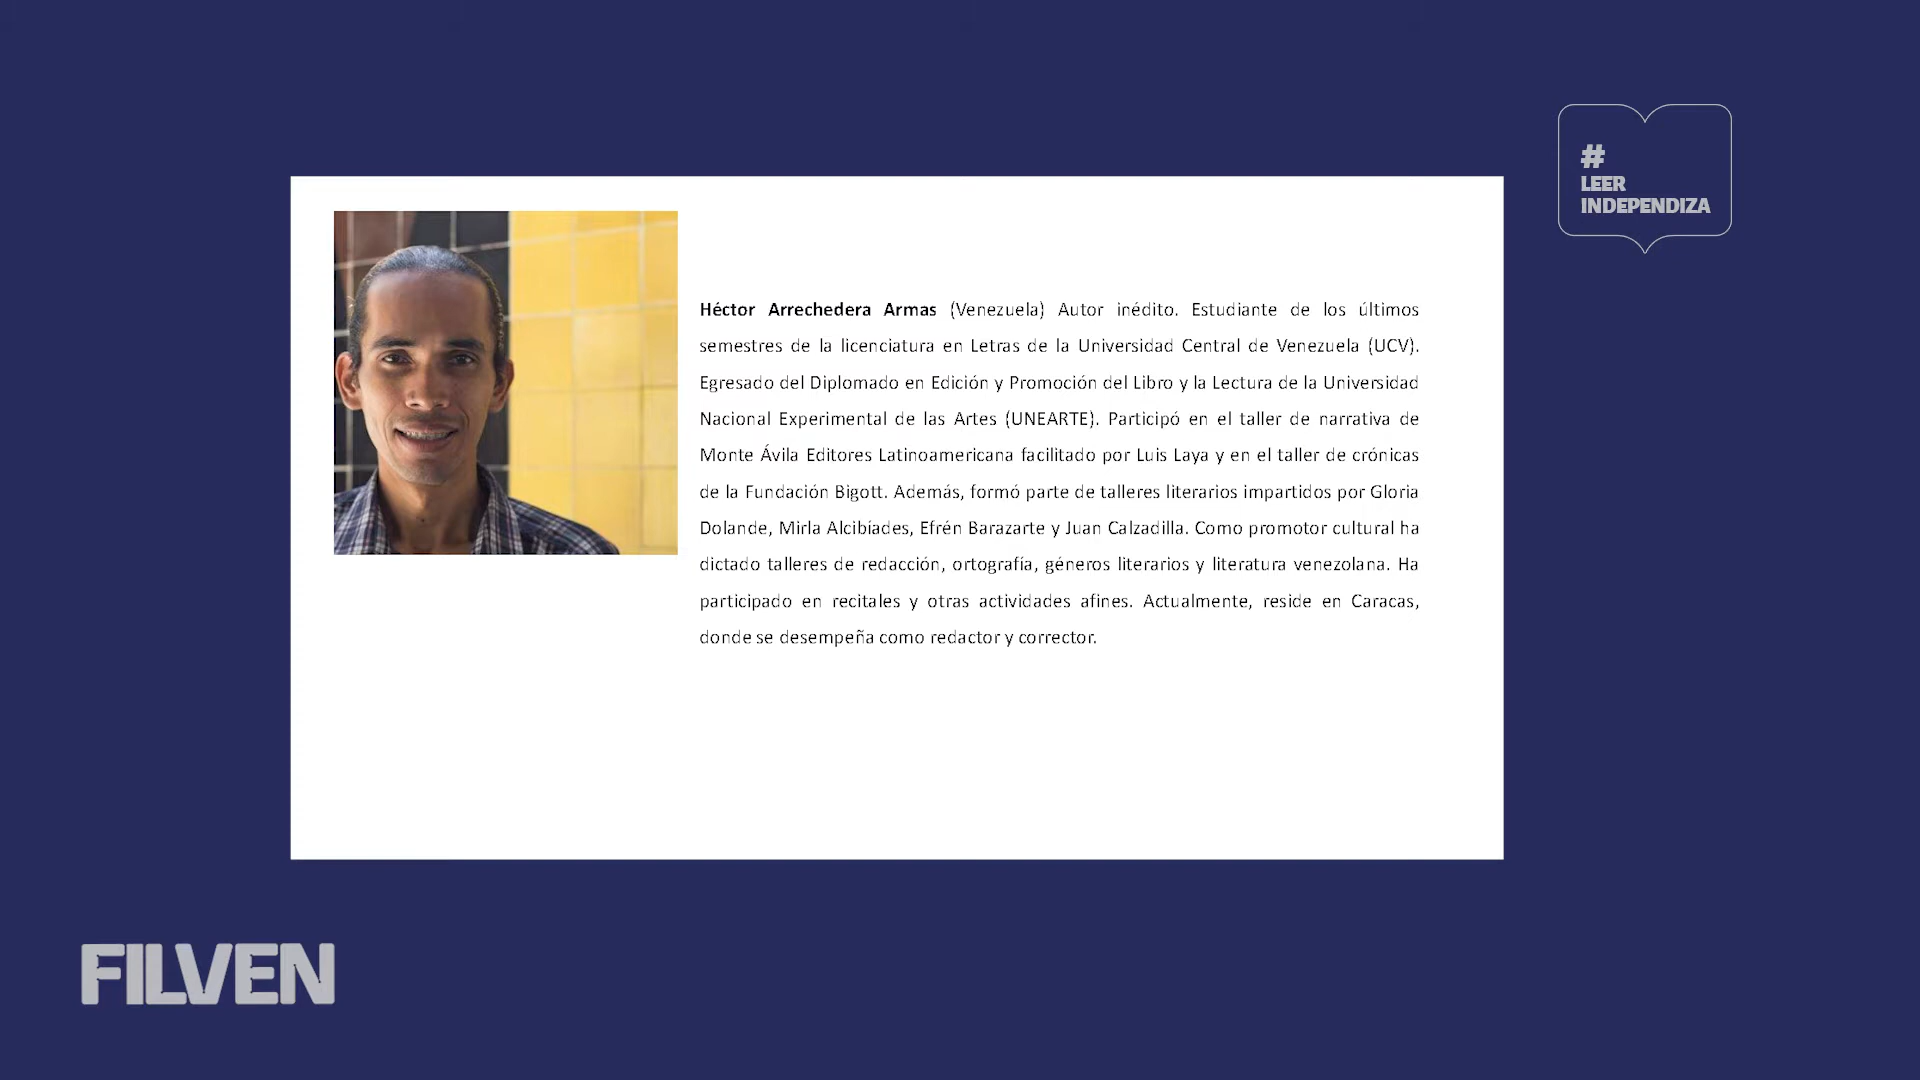 #
LEER
INDEPENDIZA
Héctor Arrechedera Armas (Venezuela) Autor inédito. Estudiante de los últimos
semestres de la licenciatura en Letras de la Universidad Central de Venezuela (UCV).
Egresado del Diplomado en Edición y Promoción del Libro y la Lectura de la Universidad
Nacional Experimental de las Artes (UNEARTE). Participó en el taller de narrativa de
Monte Ávila Editores Latinoamericana facilitado por Luis Laya y en el taller de crónicas
de la Fundación Bigott. Además, formó parte de talleres literarios impartidos por Gloria
Dolande, Mirla Alcibíades, Efrén Barazarte y Juan Calzadilla. Como promotor cultural ha
dictado talleres de redacción, ortografía, géneros literarios y literatura venezolana. Ha
participado en recitales y otras actividades afines. Actualmente, reside en Caracas,
donde se desempeña como redactor y corrector.
FILVEN